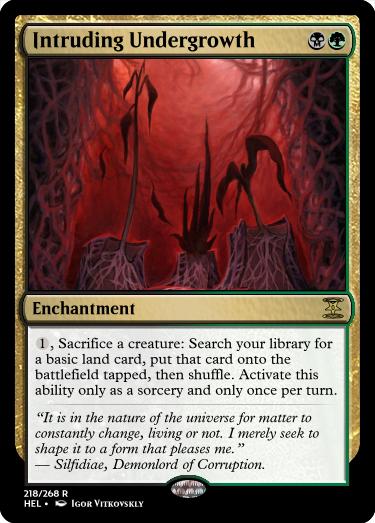 Intruding Undergrowth
Enchantment
1, Sacrifice a creature: Search your library for
a basic land card, put that card onto the
battlefield tapped, then shuffle. Activate this
ability only as a sorcery and only once per turn.
“It is in the nature of the universe for matter to
constantly change, living or not. I merely seek to
shape it to a form that pleases me.”
— Silfidiae, Demonlord of Corruption.
218/268 R
HEL • Igor Vitkovskly